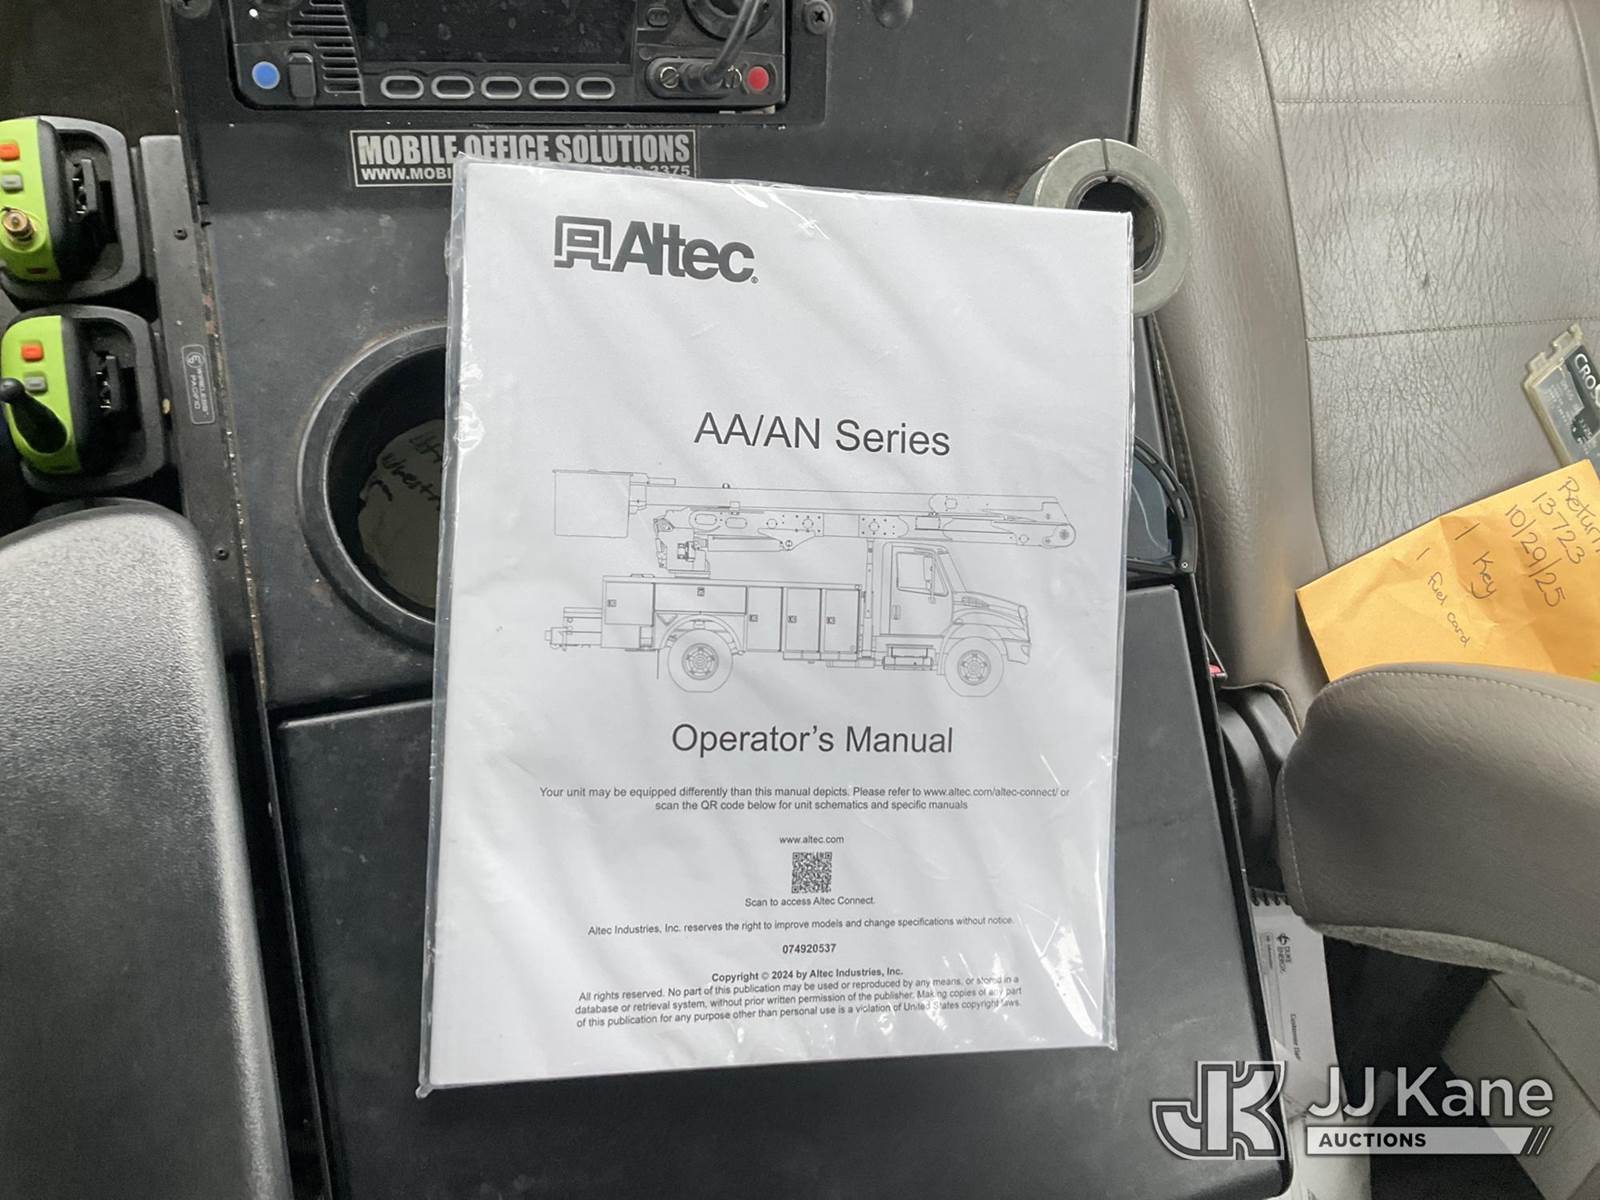 MOBILE OFFICE SOLUTIONS
Altec®
AA/AN Series
Operator's Manual
Your unit may be equipped differently than this manual depicts. Please refer to www.altec.com/altec-connect/ or
scan the QR code below for unit schematics and specific manuals
www.altec.com
Scan to access Altec Connect.
Altec Industries, Inc. reserves the right to improve models and change specifications without notice.
074920537
Copyright © 2024 by Altec Industries, Inc.
All rights reserved. No part of this publication may be used or reproduced by any means, or stored in a
database or retrieval system, without prior written permission of the publisher. Making copies of any part
of this publication for any purpose other than personal use is a violation of United States copyright laws.
Return
13723
10/29/25
1 Key
1 Fuel card
DUKE
ENERGY
JK
JJ Kane
AUCTIONS